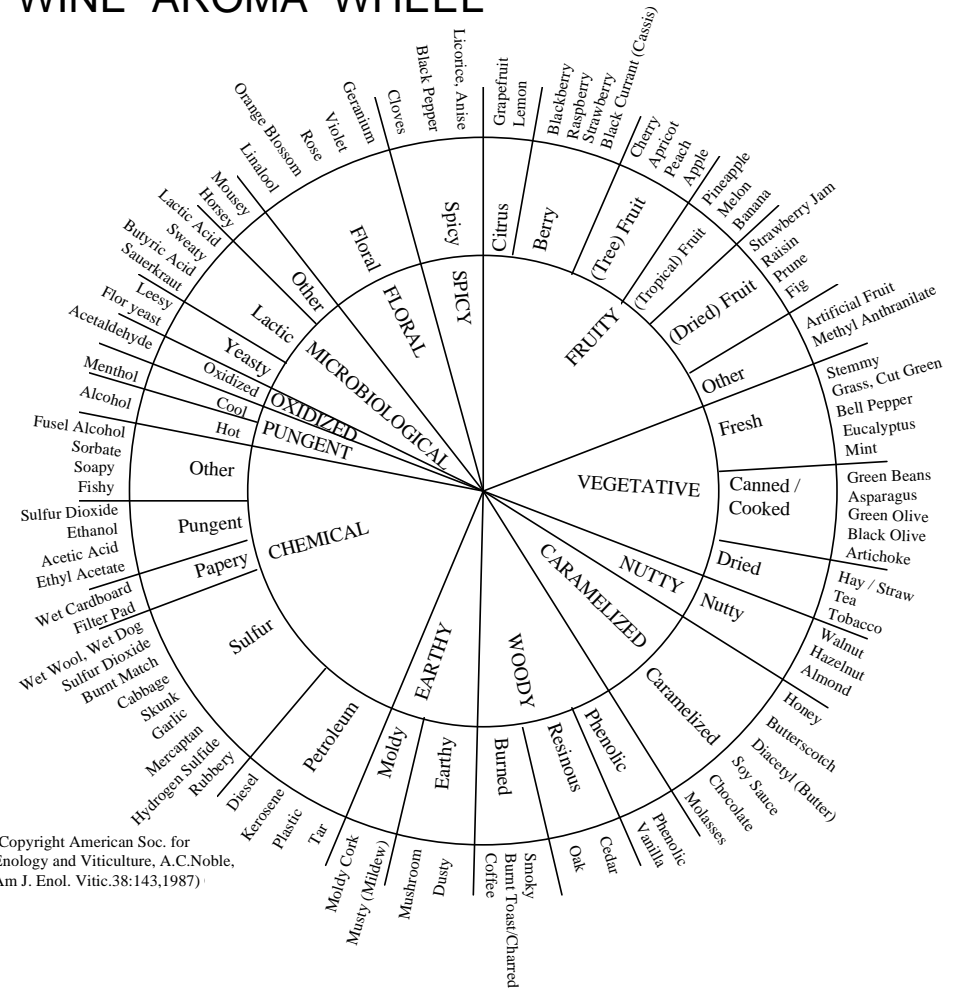 WINE AROMA WHEEL
SPICY
Spicy
Licorice, Anise
Black Pepper
Cloves
FRUITY
Citrus
Grapefruit
Lemon
Berry
Blackberry
Raspberry
Strawberry
Black Currant (Cassis)
(Tree) Fruit
Cherry
Apricot
Peach
Apple
(Tropical) Fruit
Pineapple
Melon
Banana
(Dried) Fruit
Strawberry Jam
Raisin
Prune
Fig
Other
Artificial Fruit
Methyl Anthranilate
VEGETATIVE
Fresh
Stemmy
Grass, Cut Green
Bell Pepper
Eucalyptus
Mint
Canned /
Cooked
Green Beans
Asparagus
Green Olive
Black Olive
Artichoke
Dried
Hay / Straw
Tea
Tobacco
NUTTY
Nutty
Walnut
Hazelnut
Almond
CARAMELIZED
Caramelized
Honey
Butterscotch
Diacetyl (Butter)
Soy Sauce
Chocolate
Molasses
WOODY
Phenolic
Phenolic
Vanilla
Resinous
Cedar
Oak
Burned
Smoky
Burnt Toast/Charred
Coffee
EARTHY
Earthy
Dusty
Mushroom
Moldy
Musty (Mildew)
Moldy Cork
CHEMICAL
Petroleum
Tar
Plastic
Kerosene
Diesel
Sulfur
Rubbery
Hydrogen Sulfide
Mercaptan
Garlic
Skunk
Cabbage
Burnt Match
Sulfur Dioxide
Wet Wool, Wet Dog
Papery
Filter Pad
Wet Cardboard
Pungent
Ethyl Acetate
Acetic Acid
Ethanol
Sulfur Dioxide
Other
Fishy
Soapy
Sorbate
Fusel Alcohol
PUNGENT
Hot
Alcohol
Cool
Menthol
OXIDIZED
Oxidized
Acetaldehyde
MICROBIOLOGICAL
Yeasty
Flor yeast
Leesy
Lactic
Sauerkraut
Butyric Acid
Sweaty
Lactic Acid
Other
Horsey
Mousey
FLORAL
Floral
Linalool
Orange Blossom
Rose
Violet
Geranium
Copyright American Soc. for
Enology and Viticulture, A.C.Noble,
Am J. Enol. Vitic.38:143,1987)